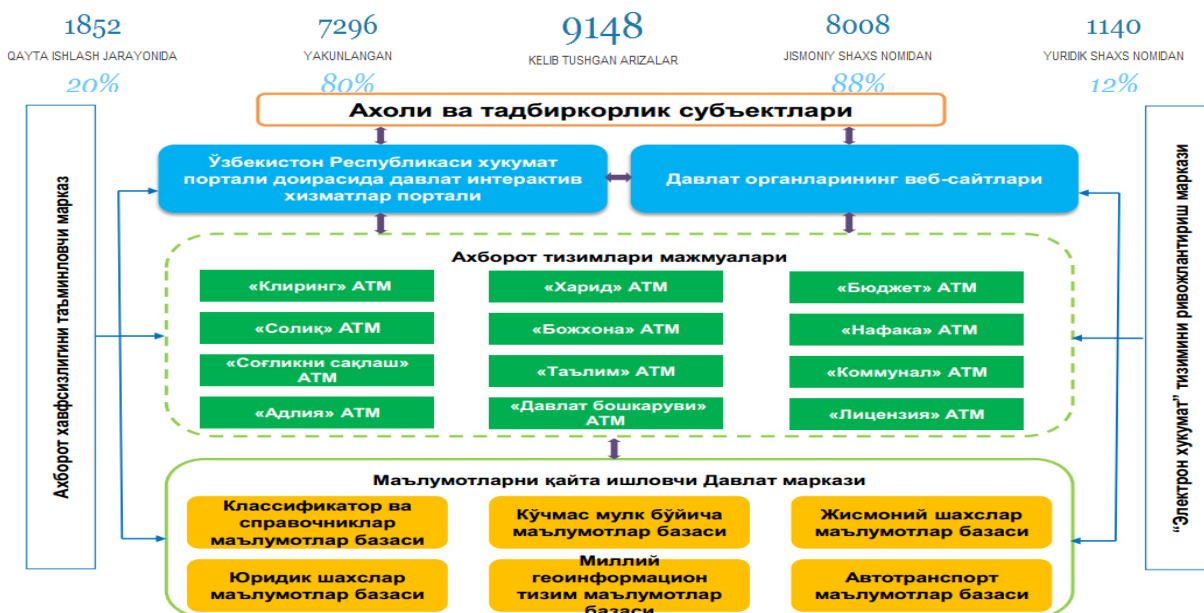 1852
7296
9148
8008
1140
QAYTA ISHLASH JARAYONIDA
YAKUNLANGAN
KELIB TUSHGAN ARIZALAR
JISMONIY SHAXS NOMIDAN
YURIDIK SHAXS NOMIDAN
20%
80%
88%
12%
Ахоли ва тадбиркорлик субъектлари
Ўзбекистон Республикаси хукумат
портали доирасида давлат интерактив
хизматлар портали
Давлат органларининг веб-сайтлари
Ахборот хавфсизлигини таъминловчи марказ
"Электрон хукумат" тизимини ривожлантириш маркази
Ахборот тизимлари мажмуалари
«Клиринг» АТМ
«Харид» АТМ
«Бюджет» АТМ
«Солиқ» АТМ
«Божхона» АТМ
«Нафака» АТМ
«Соғликни сақлаш»
АТМ
«Таълим» АТМ
«Коммунал» АТМ
«Адлия» АТМ
«Давлат бошкаруви»
АТМ
«Лицензия» АТМ
Маълумотларни қайта ишловчи Давлат маркази
Классификатор ва
справочниклар
маълумотлар базаси
Кўчмас мулк бўйича
маълумотлар базаси
Жисмоний шахслар
маълумотлар базаси
Юридик шахслар
маълумотлар базаси
Миллий
геоинформацион
тизим маълумотлар
базаси
Автотранспорт
маълумотлар базаси